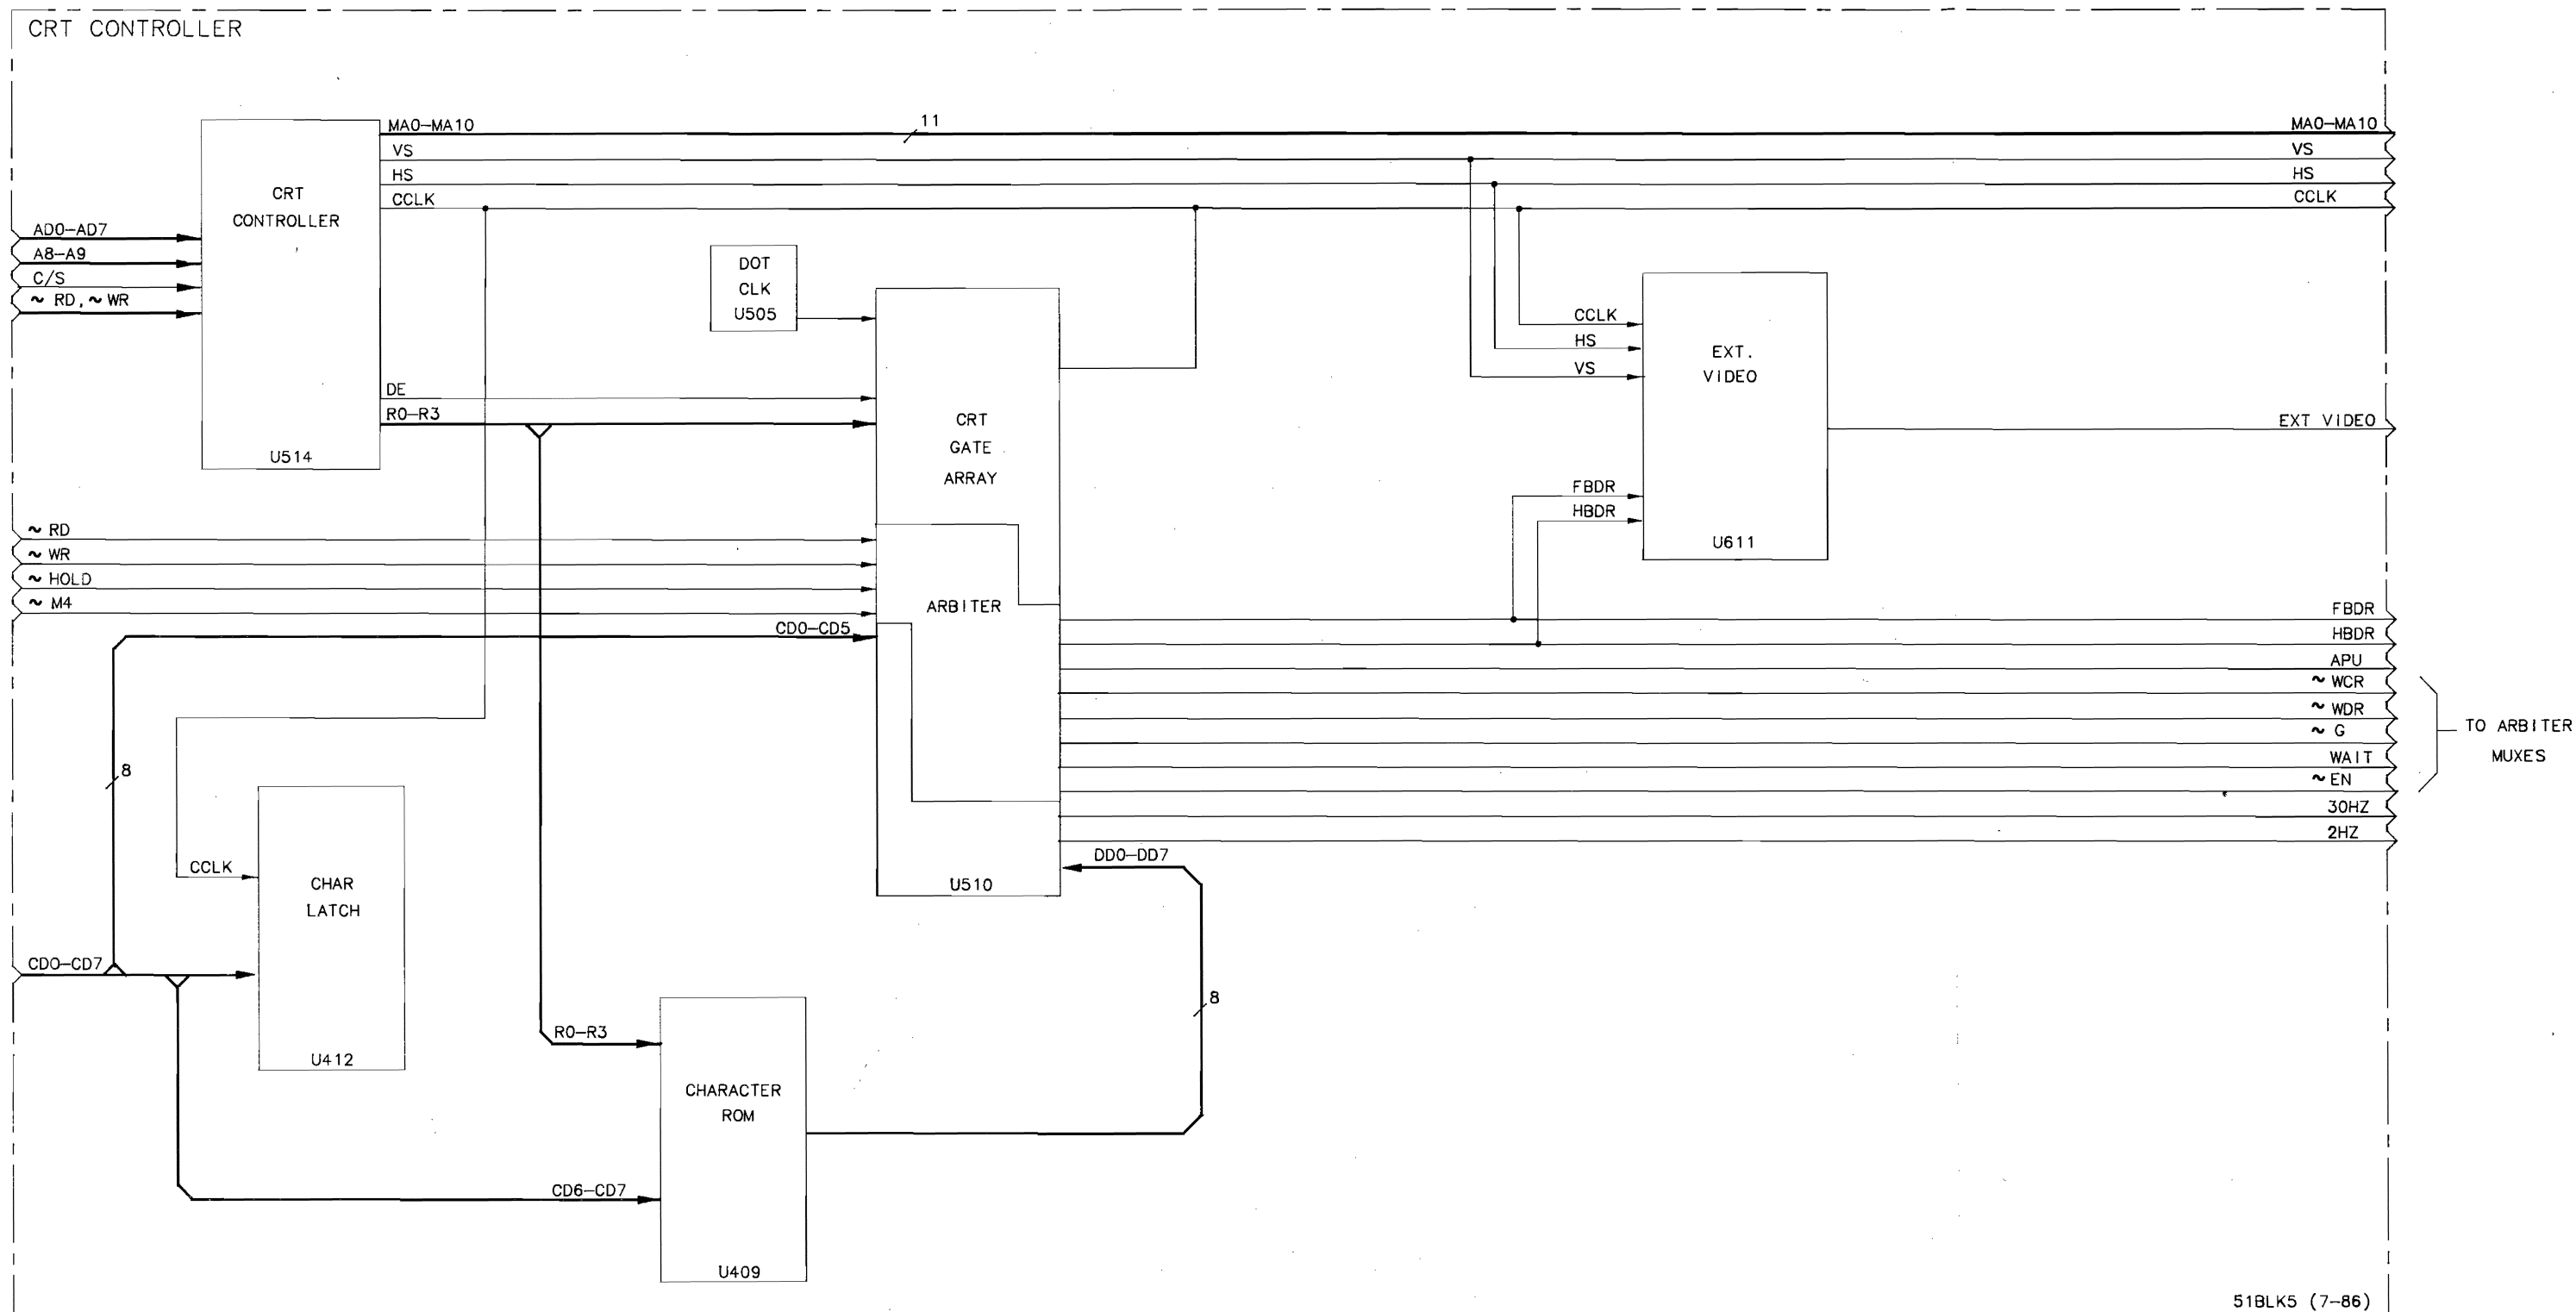 CRT CONTROLLER
MA0-MA10
11
MA0-MA10
VS
VS
HS
HS
CCLK
CCLK
CRT
CONTROLLER
U514
AD0-AD7
A8-A9
C/S
~ RD, ~ WR
DOT
CLK
U505
DE
R0-R3
CRT
GATE
ARRAY
ARBITER
U510
CCLK
HS
VS
EXT.
VIDEO
FBDR
HBDR
U611
EXT VIDEO
~ RD
~ WR
~ HOLD
~ M4
CD0-CD5
8
FBDR
HBDR
APU
~ WCR
~ WDR
~ G
WAIT
~ EN
30HZ
2HZ
TO ARBITER
MUXES
CCLK
CHAR
LATCH
U412
CD0-CD7
DD0-DD7
8
R0-R3
CHARACTER
ROM
CD6-CD7
U409
51BLK5 (7-86)